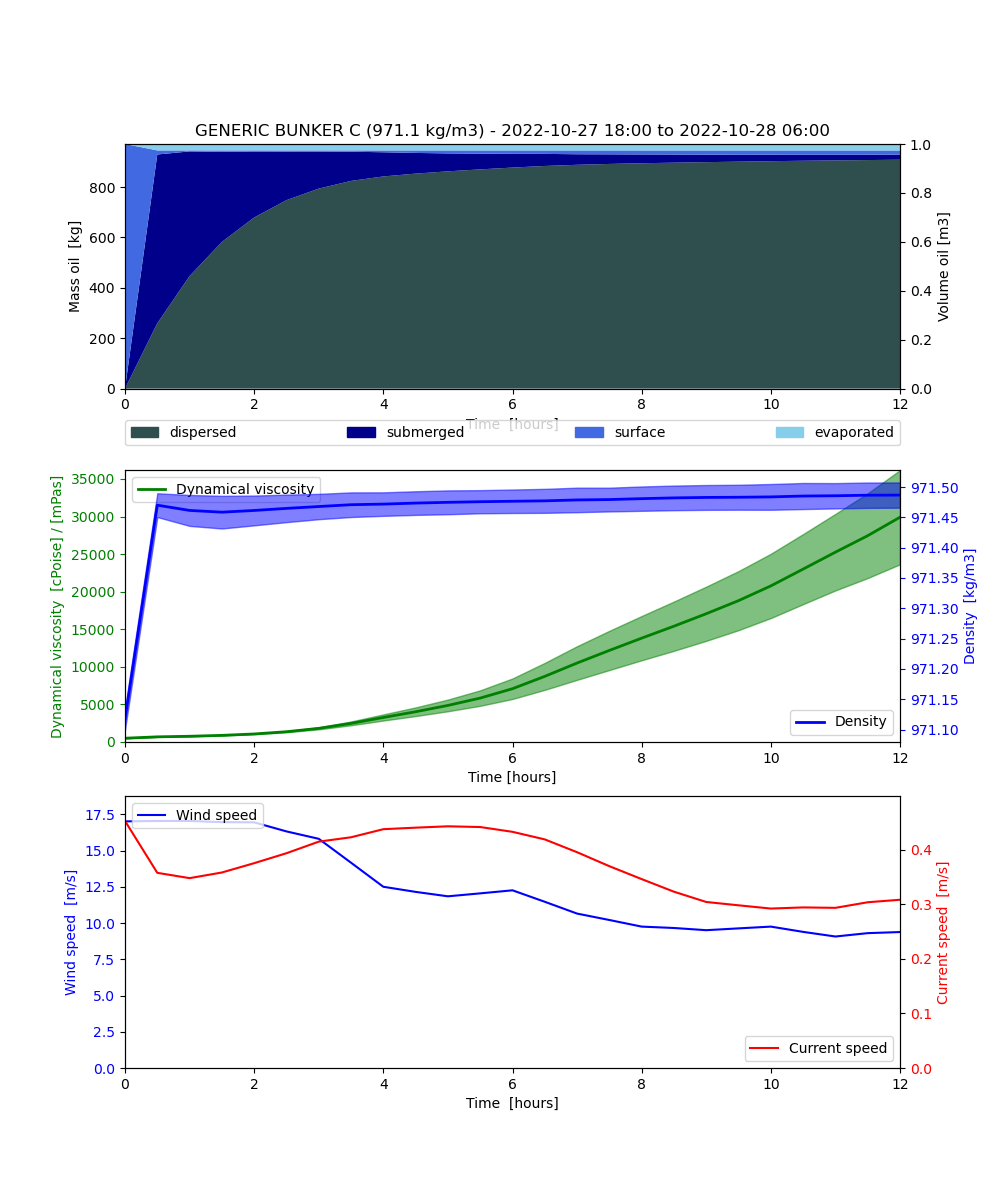 GENERIC BUNKER C (971.1 kg/m3) - 2022-10-27 18:00 to 2022-10-28 06:00
Mass oil [kg]
800
600
400
200
0
1.0
0.8
0.6
0.4
0.2
0.0
Volume oil [m3]
0 2 4 6 8 10 12
Time [hours]
dispersed submerged surface evaporated
Dynamical viscosity [cPoise] / [mPas]
35000
30000
25000
20000
15000
10000
5000
0
Dynamical viscosity
971.50
971.45
971.40
971.35
971.30
971.25
971.20
971.15
971.10
Density [kg/m3]
Density
0 2 4 6 8 10 12
Time [hours]
Wind speed [m/s]
17.5
15.0
12.5
10.0
7.5
5.0
2.5
0.0
Wind speed
0.4
0.3
0.2
0.1
0.0
Current speed [m/s]
Current speed
0 2 4 6 8 10 12
Time [hours]